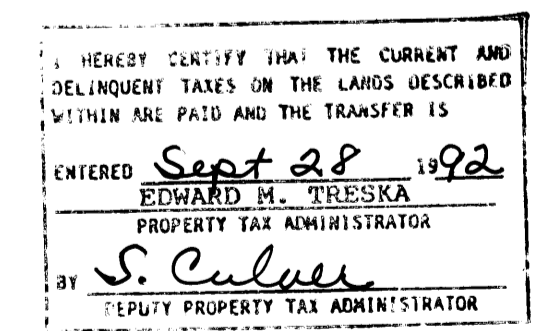 I HEREBY CERTIFY THAT THE CURRENT AND
DELINQUENT TAXES ON THE LANDS DESCRIBED
WITHIN ARE PAID AND THE TRANSFER IS
ENTERED Sept 28 1992
EDWARD M. TRESKA
PROPERTY TAX ADMINISTRATOR
BY S. Culver
DEPUTY PROPERTY TAX ADMINISTRATOR